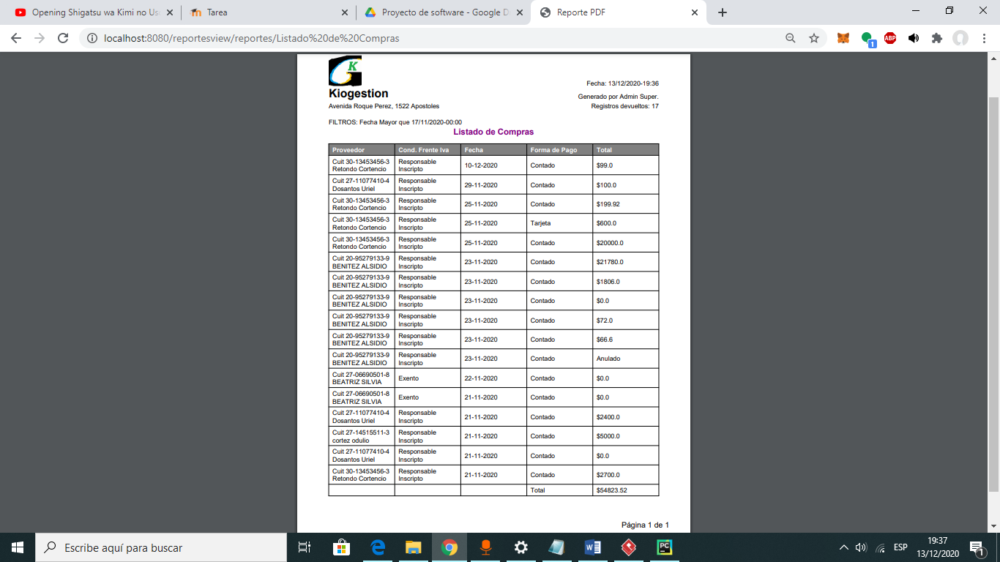 Opening Shigatsu wa Kimi no Us
Tarea
Proyecto de software - Google D
Reporte PDF
localhost:8080/reportesview/reportes/Listado%20de%20Compras
1
ABP
K
Kiogestion
Avenida Roque Perez, 1522 Apostoles
Fecha: 13/12/2020-19:36
Generado por Admin Super.
Registros devueltos: 17
FILTROS: Fecha Mayor que 17/11/2020-00:00
Listado de Compras
Proveedor Cond. Frente Iva Fecha Forma de Pago Total
Cuit 30-13453456-3 Responsable
Retondo Cortencio Inscripto 10-12-2020 Contado $99.0
Cuit 27-11077410-4 Responsable
Dosantos Uriel Inscripto 29-11-2020 Contado $100.0
Cuit 30-13453456-3 Responsable
Retondo Cortencio Inscripto 25-11-2020 Contado $199.92
Cuit 30-13453456-3 Responsable
Retondo Cortencio Inscripto 25-11-2020 Tarjeta $600.0
Cuit 30-13453456-3 Responsable
Retondo Cortencio Inscripto 25-11-2020 Contado $20000.0
Cuit 20-95279133-9 Responsable
BENITEZ ALSIDIO Inscripto 23-11-2020 Contado $21780.0
Cuit 20-95279133-9 Responsable
BENITEZ ALSIDIO Inscripto 23-11-2020 Contado $1806.0
Cuit 20-95279133-9 Responsable
BENITEZ ALSIDIO Inscripto 23-11-2020 Contado $0.0
Cuit 20-95279133-9 Responsable
BENITEZ ALSIDIO Inscripto 23-11-2020 Contado $72.0
Cuit 20-95279133-9 Responsable
BENITEZ ALSIDIO Inscripto 23-11-2020 Contado $66.6
Cuit 20-95279133-9 Responsable
BENITEZ ALSIDIO Inscripto 23-11-2020 Contado Anulado
Cuit 27-06690501-8
BEATRIZ SILVIA Exento 22-11-2020 Contado $0.0
Cuit 27-06690501-8
BEATRIZ SILVIA Exento 21-11-2020 Contado $0.0
Cuit 27-11077410-4 Responsable
Dosantos Uriel Inscripto 21-11-2020 Contado $2400.0
Cuit 27-14515511-3 Responsable
cortez odulio Inscripto 21-11-2020 Contado $5000.0
Cuit 27-11077410-4 Responsable
Dosantos Uriel Inscripto 21-11-2020 Contado $0.0
Cuit 30-13453456-3 Responsable
Retondo Cortencio Inscripto 21-11-2020 Contado $2700.0
Total $54823.52
Página 1 de 1
Escribe aquí para buscar
W
PC
ESP
19:37
13/12/2020
1